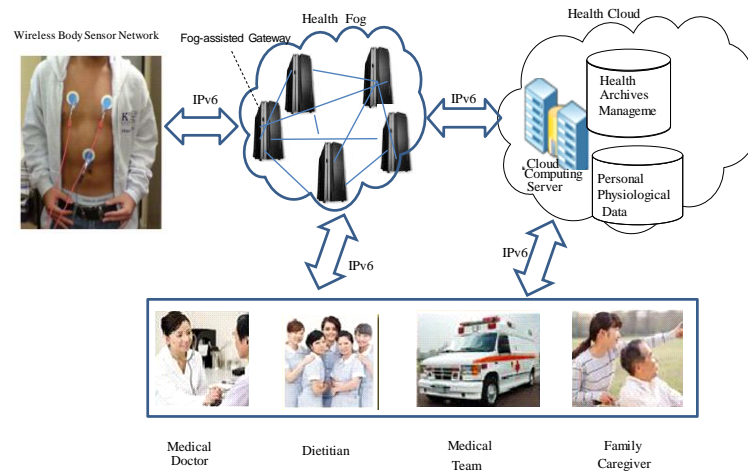 Wireless Body Sensor Network
Health Fog
Fog-assisted Gateway
Health Cloud
IPv6
IPv6
Health
Archives
Manageme
Cloud
Computing
Server
Personal
Physiological
Data
IPv6
IPv6
Medical
Doctor
Dietitian
Medical
Team
Family
Caregiver